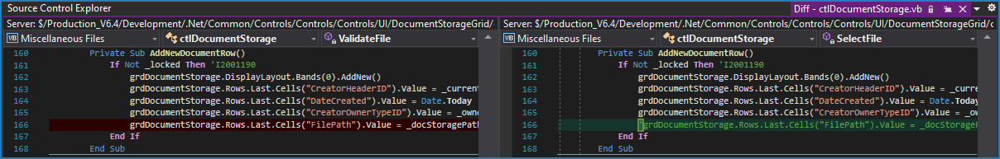 Source Control Explorer
Diff - ctlDocumentStorage.vb
Server: $/Production_V6.4/Development/.Net/Common/Controls/Controls/Controls/UI/DocumentStorageGrid/
Miscellaneous Files
ctlDocumentStorage
ValidateFile
160 Private Sub AddNewDocumentRow()
161 If Not _locked Then 'I2001190
162 grdDocumentStorage.DisplayLayout.Bands(0).AddNew()
163 grdDocumentStorage.Rows.Last.Cells("CreatorHeaderID").Value = _current
164 grdDocumentStorage.Rows.Last.Cells("DateCreated").Value = Date.Today
165 grdDocumentStorage.Rows.Last.Cells("CreatorOwnerTypeID").Value = _owne
166 grdDocumentStorage.Rows.Last.Cells("FilePath").Value = _docStoragePath
167 End If
168 End Sub
Server: $/Production_V6.4/Development/.Net/Common/Controls/Controls/Controls/UI/DocumentStorageGrid/c
Miscellaneous Files
ctlDocumentStorage
SelectFile
160 Private Sub AddNewDocumentRow()
161 If Not _locked Then 'I2001190
162 grdDocumentStorage.DisplayLayout.Bands(0).AddNew()
163 grdDocumentStorage.Rows.Last.Cells("CreatorHeaderID").Value = _curre
164 grdDocumentStorage.Rows.Last.Cells("DateCreated").Value = Date.Today
165 grdDocumentStorage.Rows.Last.Cells("CreatorOwnerTypeID").Value = _ow
166 'grdDocumentStorage.Rows.Last.Cells("FilePath").Value = _docStorageP
167 End If
168 End Sub